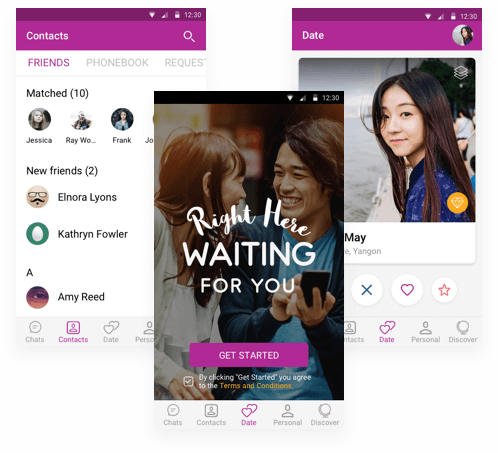 12:30
Contacts
FRIENDS PHONEBOOK REQUEST
Matched (10)
Jessica Ray Wo... Frank
New friends (2)
Elnora Lyons
Kathryn Fowler
A
Amy Reed
Chats Contacts Date
12:30
Right Here
WAITING
FOR YOU
GET STARTED
By clicking "Get Started" you agree
to the Terms and Conditions.
Chats Contacts Date Personal Discover
12:30
Date
May
, Yangon
Date Personal Discover